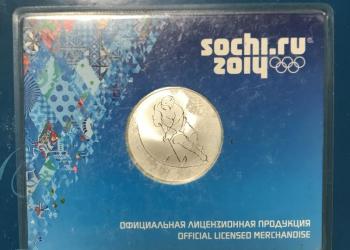 sochi.ru
2014
ОФИЦИАЛЬНАЯ ЛИЦЕНЗИОННАЯ ПРОДУКЦИЯ
OFFICIAL LICENSED MERCHANDISE